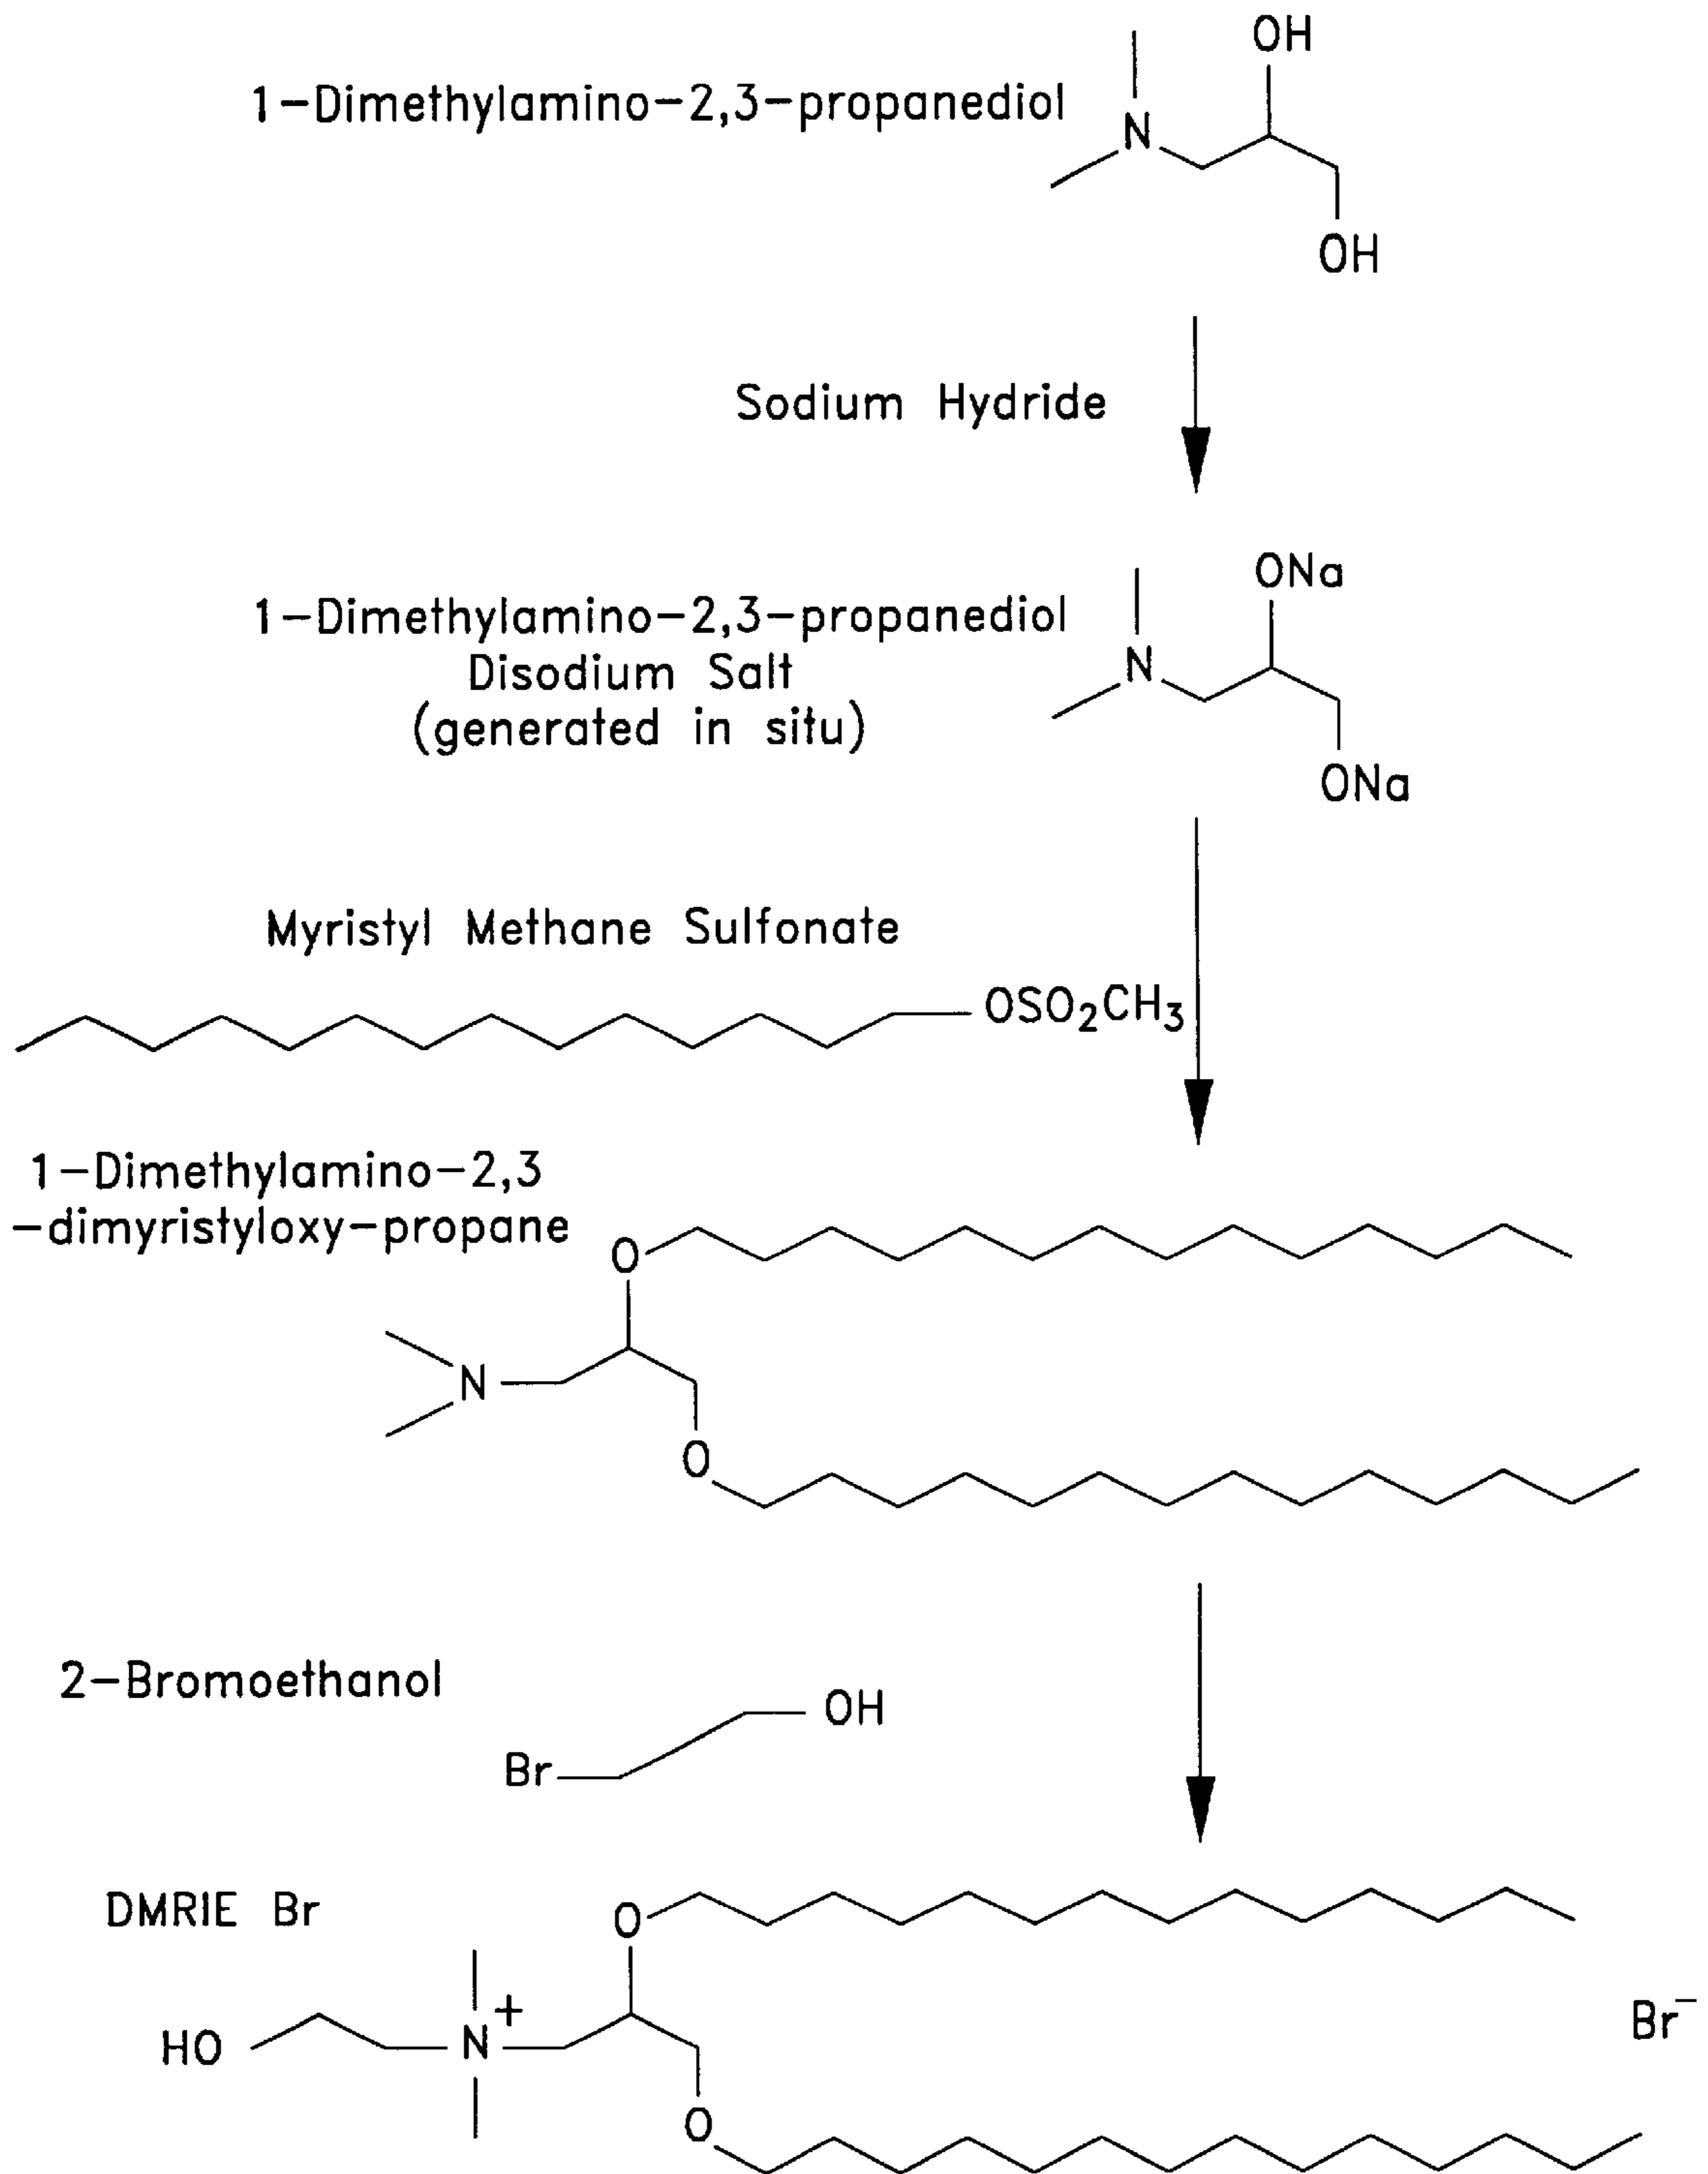 OH
1-Dimethylamino-2,3-propanediol
N
OH
Sodium Hydride
ONa
1-Dimethylamino-2,3-propanediol
N
Disodium Salt
(generated in situ)
ONa
Myristyl Methane Sulfonate
OSO2CH3
1-Dimethylamino-2,3
-dimyristyloxy-propane
O
N
O
2-Bromoethanol
OH
Br
DMRIE Br
O
+
HO
N
Br−
O